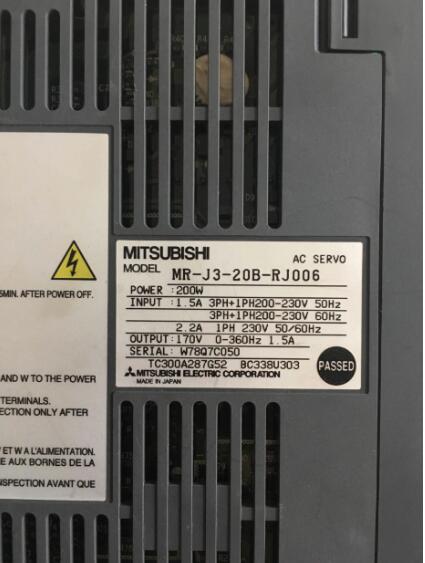 MITSUBISHI AC SERVO
MODEL MR-J3-20B-RJ006
POWER : 200W
INPUT : 1.5A 3PH+1PH200-230V 50Hz
3PH+1PH200-230V 60Hz
2.2A 1PH 230V 50/60Hz
OUTPUT: 170V 0-360Hz 1.5A
SERIAL: W78Q7C050
TC300A287G52 BC338U303
MITSUBISHI ELECTRIC CORPORATION
MADE IN JAPAN
PASSED
5MIN. AFTER POWER OFF.
AND W TO THE POWER
TERMINALS.
ECTION ONLY AFTER
W ET W A L'ALIMENTATION.
E AUX BORNES DE LA
NSPECTION AVANT QUE